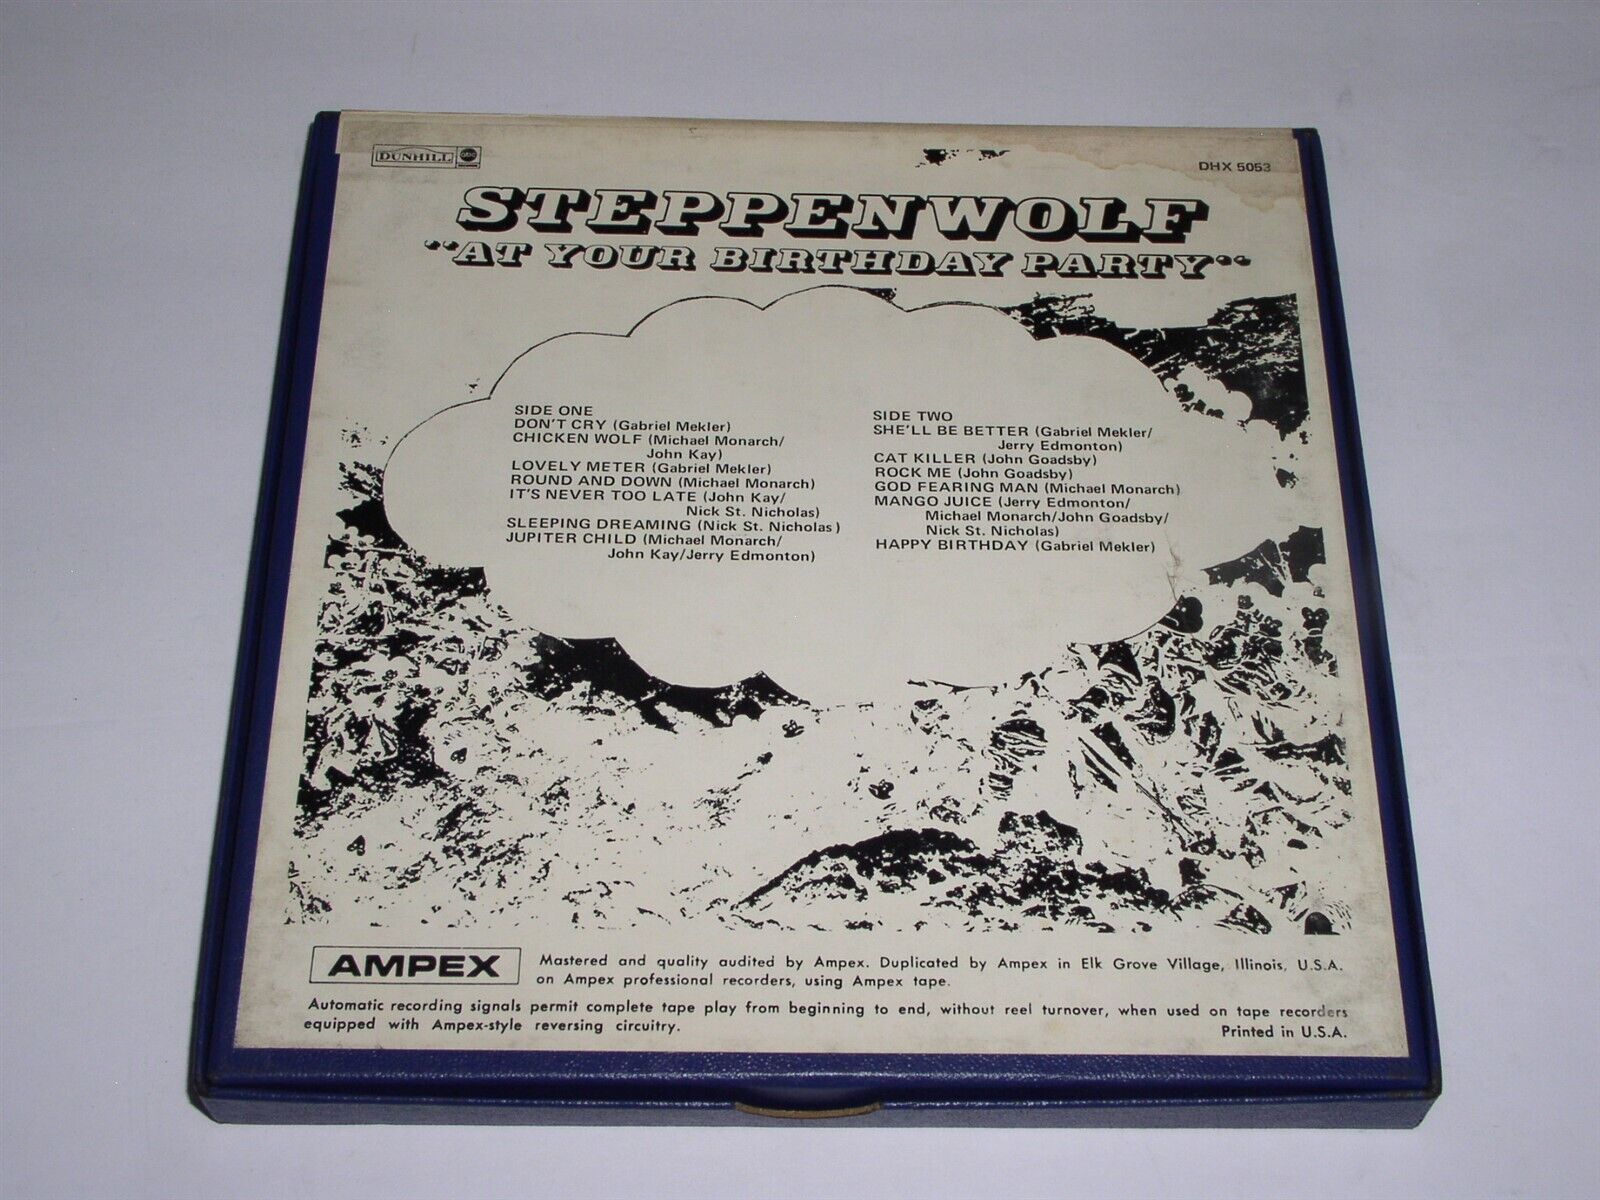 DUNHILL abc
DHX 5053
STEPPENWOLF
"AT YOUR BIRTHDAY PARTY"
SIDE ONE
DON'T CRY (Gabriel Mekler)
CHICKEN WOLF (Michael Monarch/
John Kay)
LOVELY METER (Gabriel Mekler)
ROUND AND DOWN (Michael Monarch)
IT'S NEVER TOO LATE (John Kay/
Nick St. Nicholas)
SLEEPING DREAMING (Nick St. Nicholas)
JUPITER CHILD (Michael Monarch/
John Kay/Jerry Edmonton)
SIDE TWO
SHE'LL BE BETTER (Gabriel Mekler/
Jerry Edmonton)
CAT KILLER (John Goadsby)
ROCK ME (John Goadsby)
GOD FEARING MAN (Michael Monarch)
MANGO JUICE (Jerry Edmonton/
Michael Monarch/John Goadsby/
Nick St. Nicholas)
HAPPY BIRTHDAY (Gabriel Mekler)
AMPEX
Mastered and quality audited by Ampex. Duplicated by Ampex in Elk Grove Village, Illinois, U.S.A.
on Ampex professional recorders, using Ampex tape.
Automatic recording signals permit complete tape play from beginning to end, without reel turnover, when used on tape recorders
equipped with Ampex-style reversing circuitry.
Printed in U.S.A.